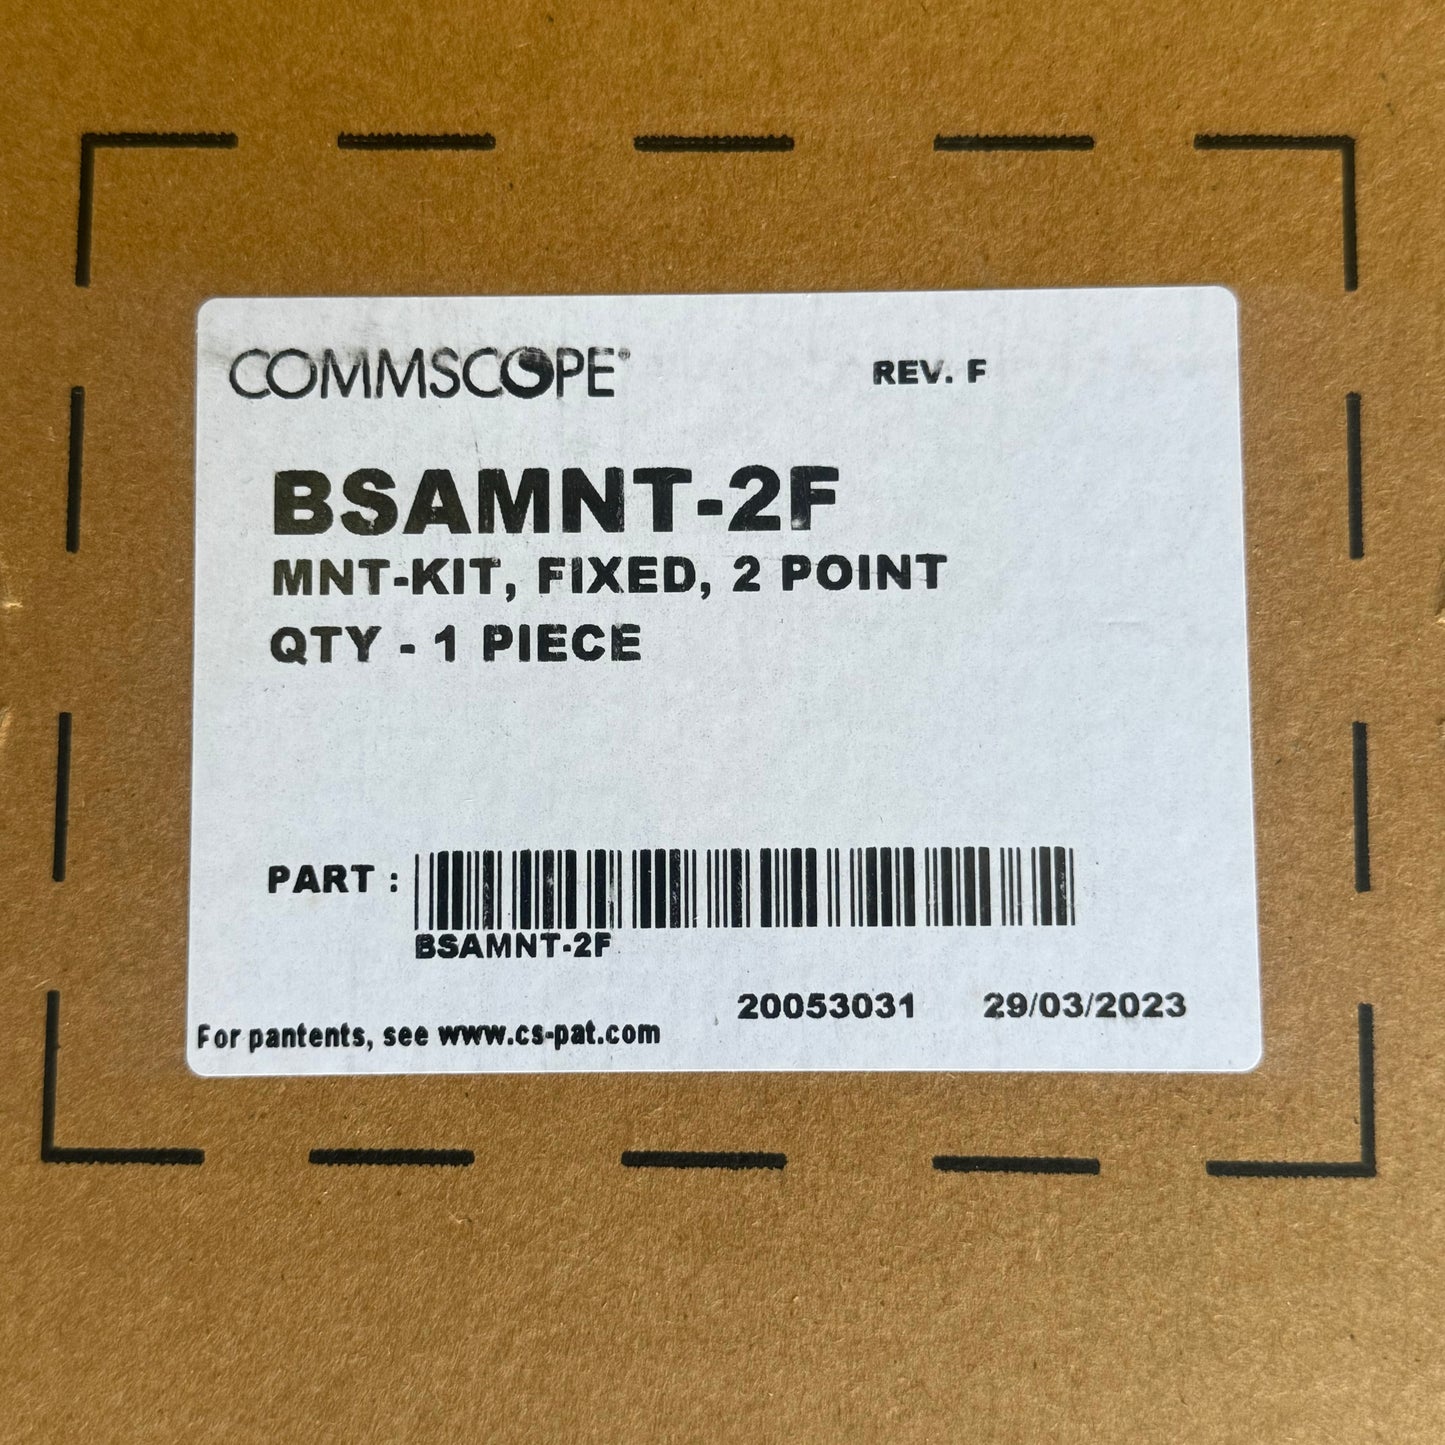 COMMSCOPE®
REV. F
BSAMNT-2F
MNT-KIT, FIXED, 2 POINT
QTY - 1 PIECE
PART :
BSAMNT-2F
20053031 29/03/2023
For pantents, see www.cs-pat.com